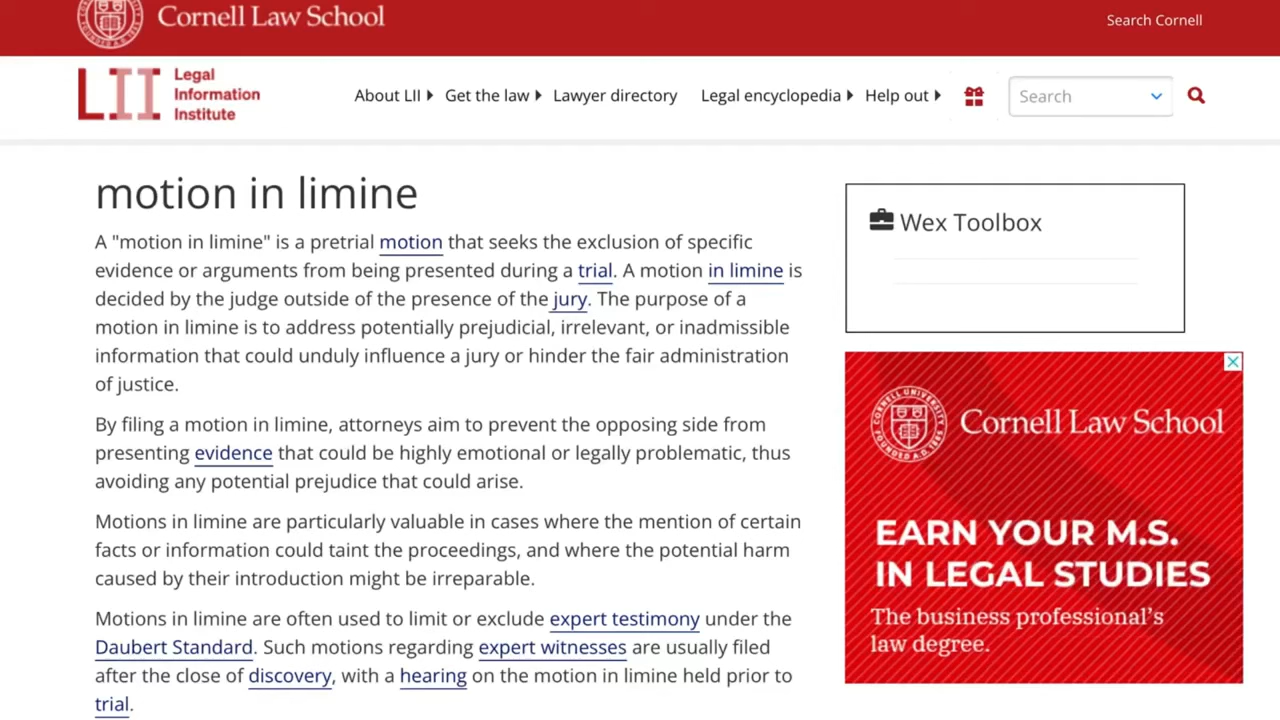 Cornell Law School
Search Cornell
LII Legal
Information
Institute
About LII
Get the law
Lawyer directory
Legal encyclopedia
Help out
Search
motion in limine
A "motion in limine" is a pretrial motion that seeks the exclusion of specific
evidence or arguments from being presented during a trial. A motion in limine is
decided by the judge outside of the presence of the jury. The purpose of a
motion in limine is to address potentially prejudicial, irrelevant, or inadmissible
information that could unduly influence a jury or hinder the fair administration
of justice.
By filing a motion in limine, attorneys aim to prevent the opposing side from
presenting evidence that could be highly emotional or legally problematic, thus
avoiding any potential prejudice that could arise.
Motions in limine are particularly valuable in cases where the mention of certain
facts or information could taint the proceedings, and where the potential harm
caused by their introduction might be irreparable.
Motions in limine are often used to limit or exclude expert testimony under the
Daubert Standard. Such motions regarding expert witnesses are usually filed
after the close of discovery, with a hearing on the motion in limine held prior to
trial.
Wex Toolbox
CORNELL UNIVERSITY
FOUNDED A.D. 1865
Cornell Law School
EARN YOUR M.S.
IN LEGAL STUDIES
The business professional's
law degree.